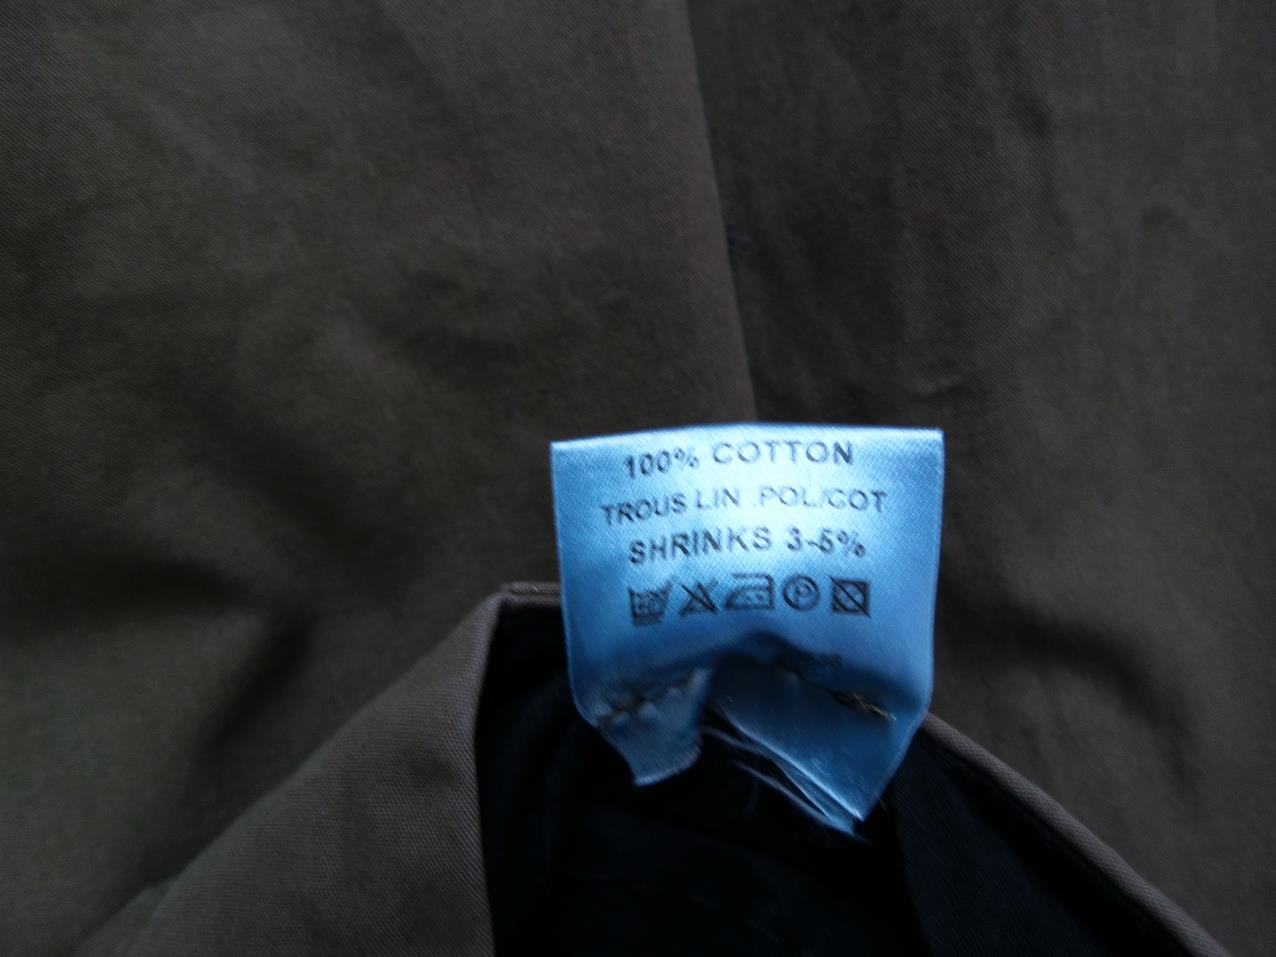 100% COTTON
TROUS LIN .POL/COT
SHRINKS 3-5%
P